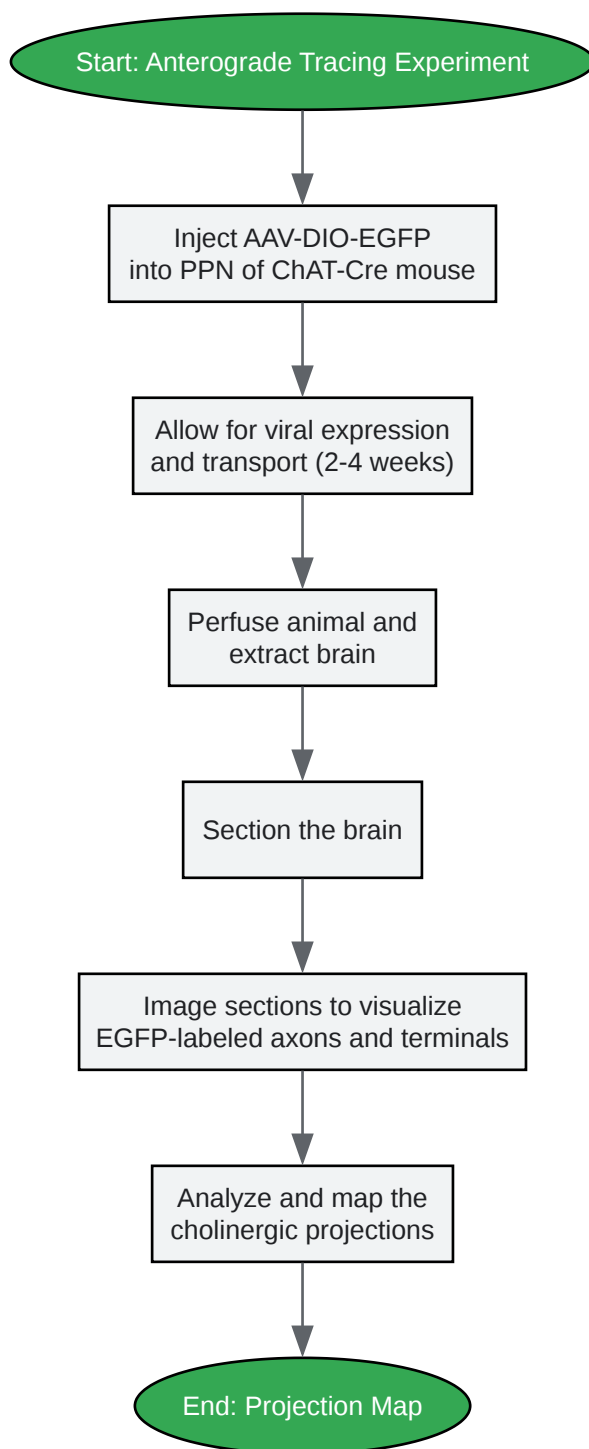 Start: Anterograde Tracing Experiment
Inject AAV-DIO-EGFP
into PPN of ChAT-Cre mouse
Allow for viral expression
and transport (2-4 weeks)
Perfuse animal and
extract brain
Section the brain
Image sections to visualize
EGFP-labeled axons and terminals
Analyze and map the
cholinergic projections
End: Projection Map